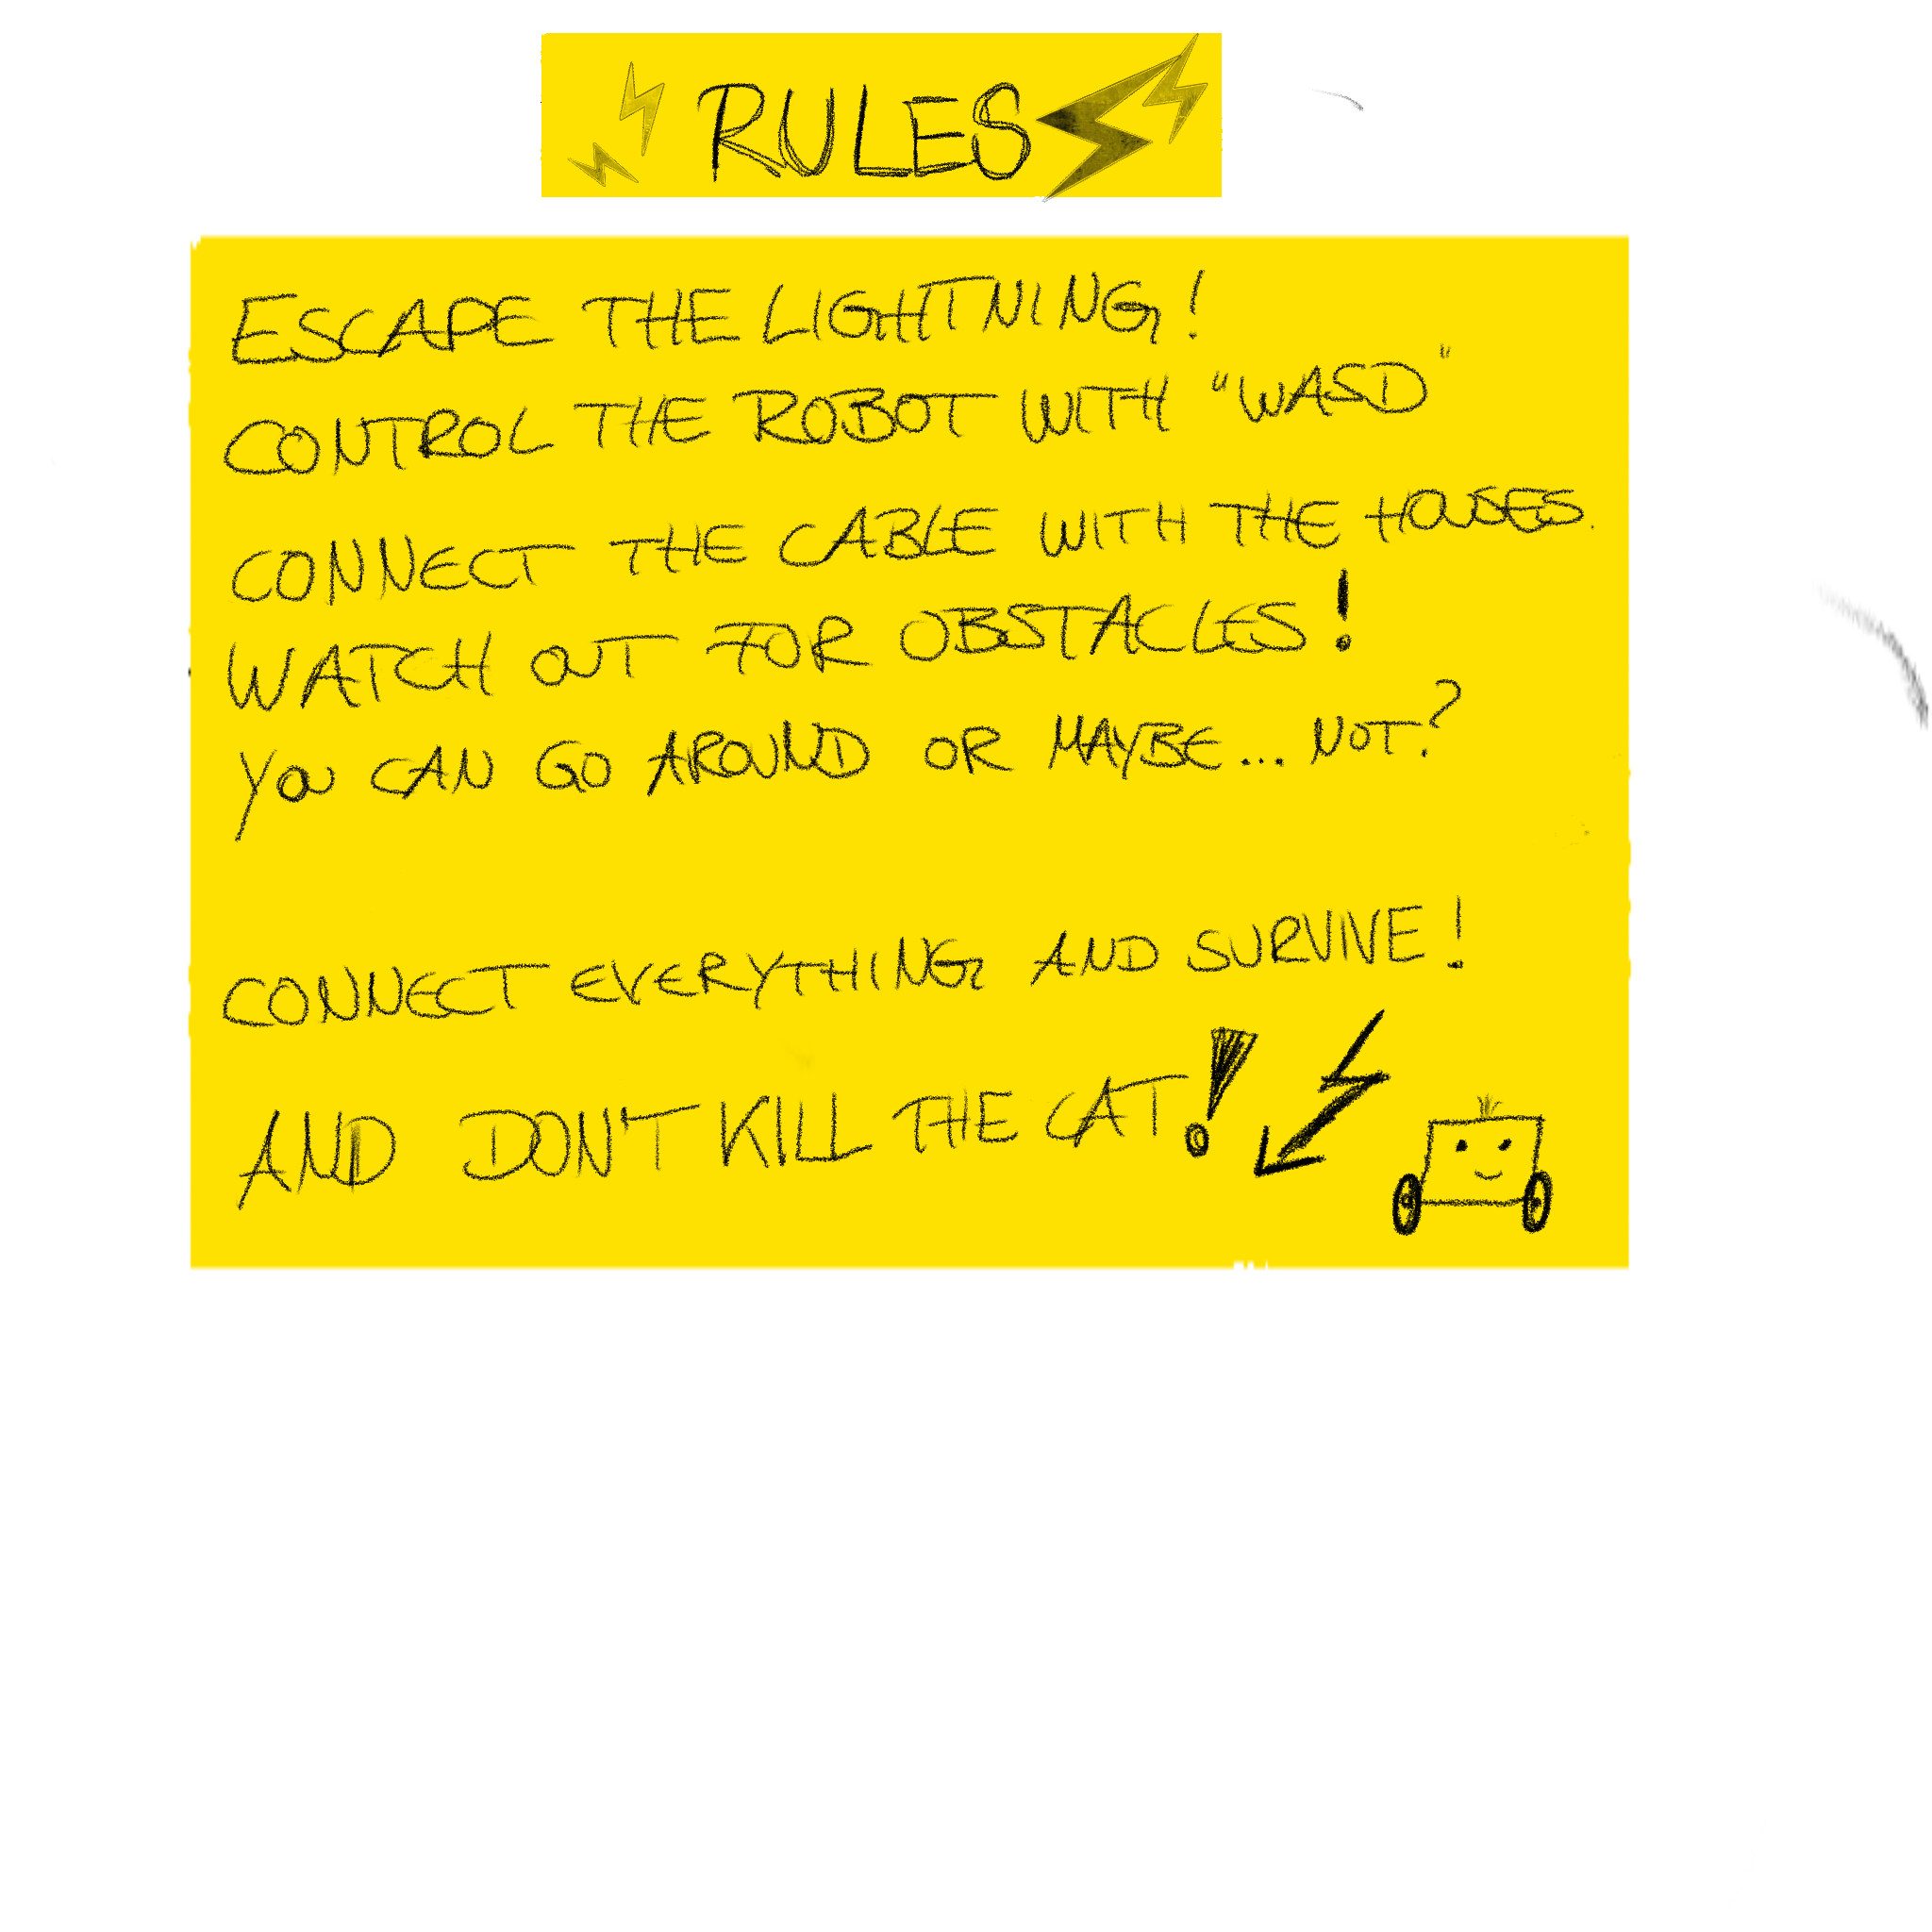 RULES
ESCAPE THE LIGHTNING!
CONTROL THE ROBOT WITH "WASD"
CONNECT THE CABLE WITH THE HOUSES.
WATCH OUT FOR OBSTACLES!
YOU CAN GO AROUND OR MAYBE... NOT?
CONNECT EVERYTHING AND SURVIVE!
AND DON'T KILL THE CAT!